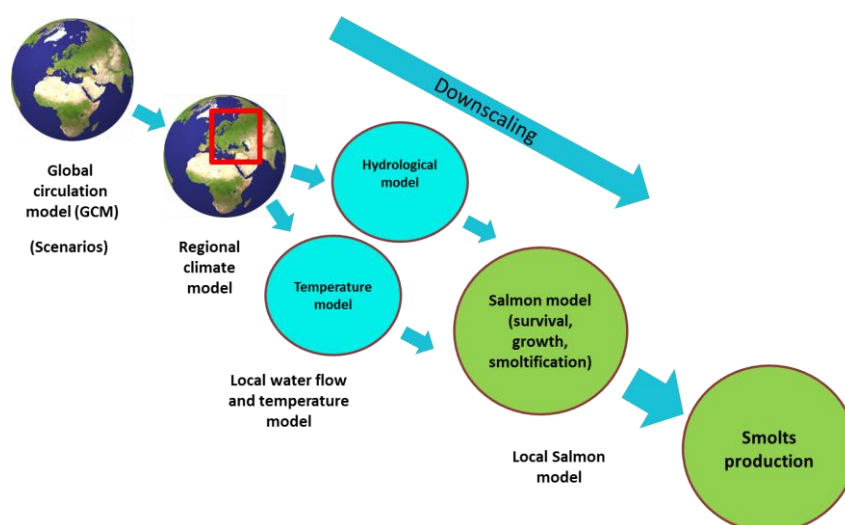 Downscaling
Global
circulation
model (GCM)
(Scenarios)
Regional
climate
model
Hydrological
model
Temperature
model
Local water flow
and temperature
model
Salmon model
(survival,
growth,
smoltification)
Local Salmon
model
Smolts
production